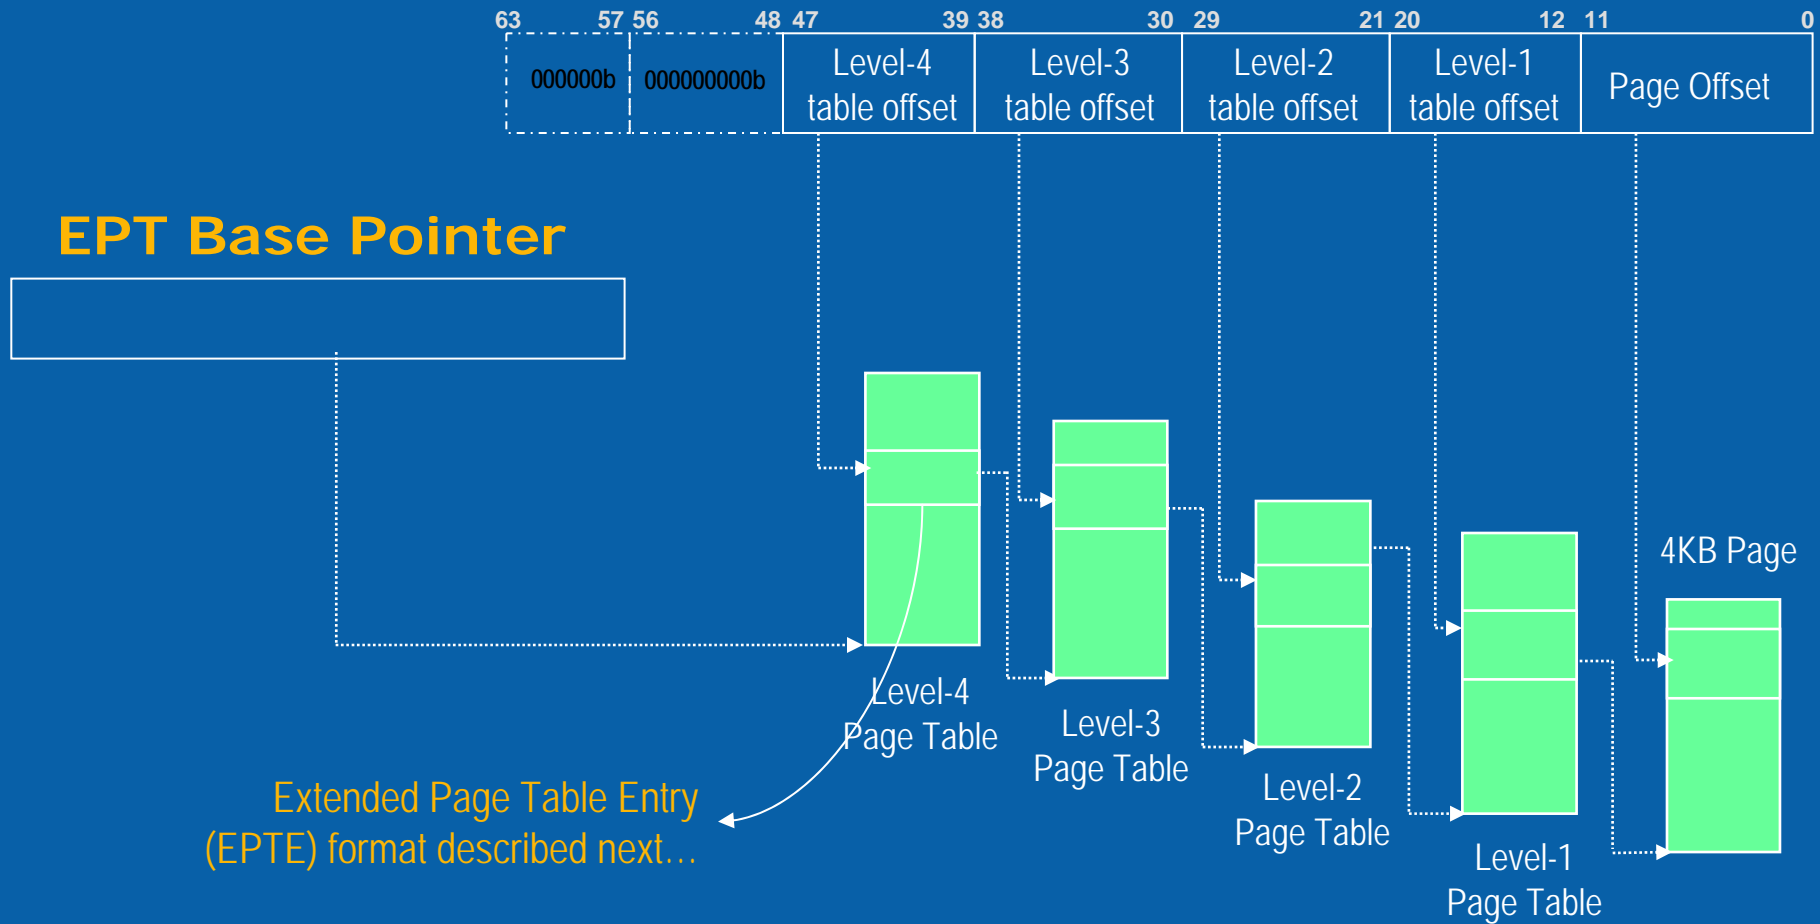 63 57 56 48 47 39 38 30 29 21 20 12 11 0
000000b 000000000b
Level-4
table offset
Level-3
table offset
Level-2
table offset
Level-1
table offset
Page Offset
EPT Base Pointer
4KB Page
Level-4
Page Table
Level-3
Page Table
Level-2
Page Table
Level-1
Page Table
Extended Page Table Entry
(EPTE) format described next...